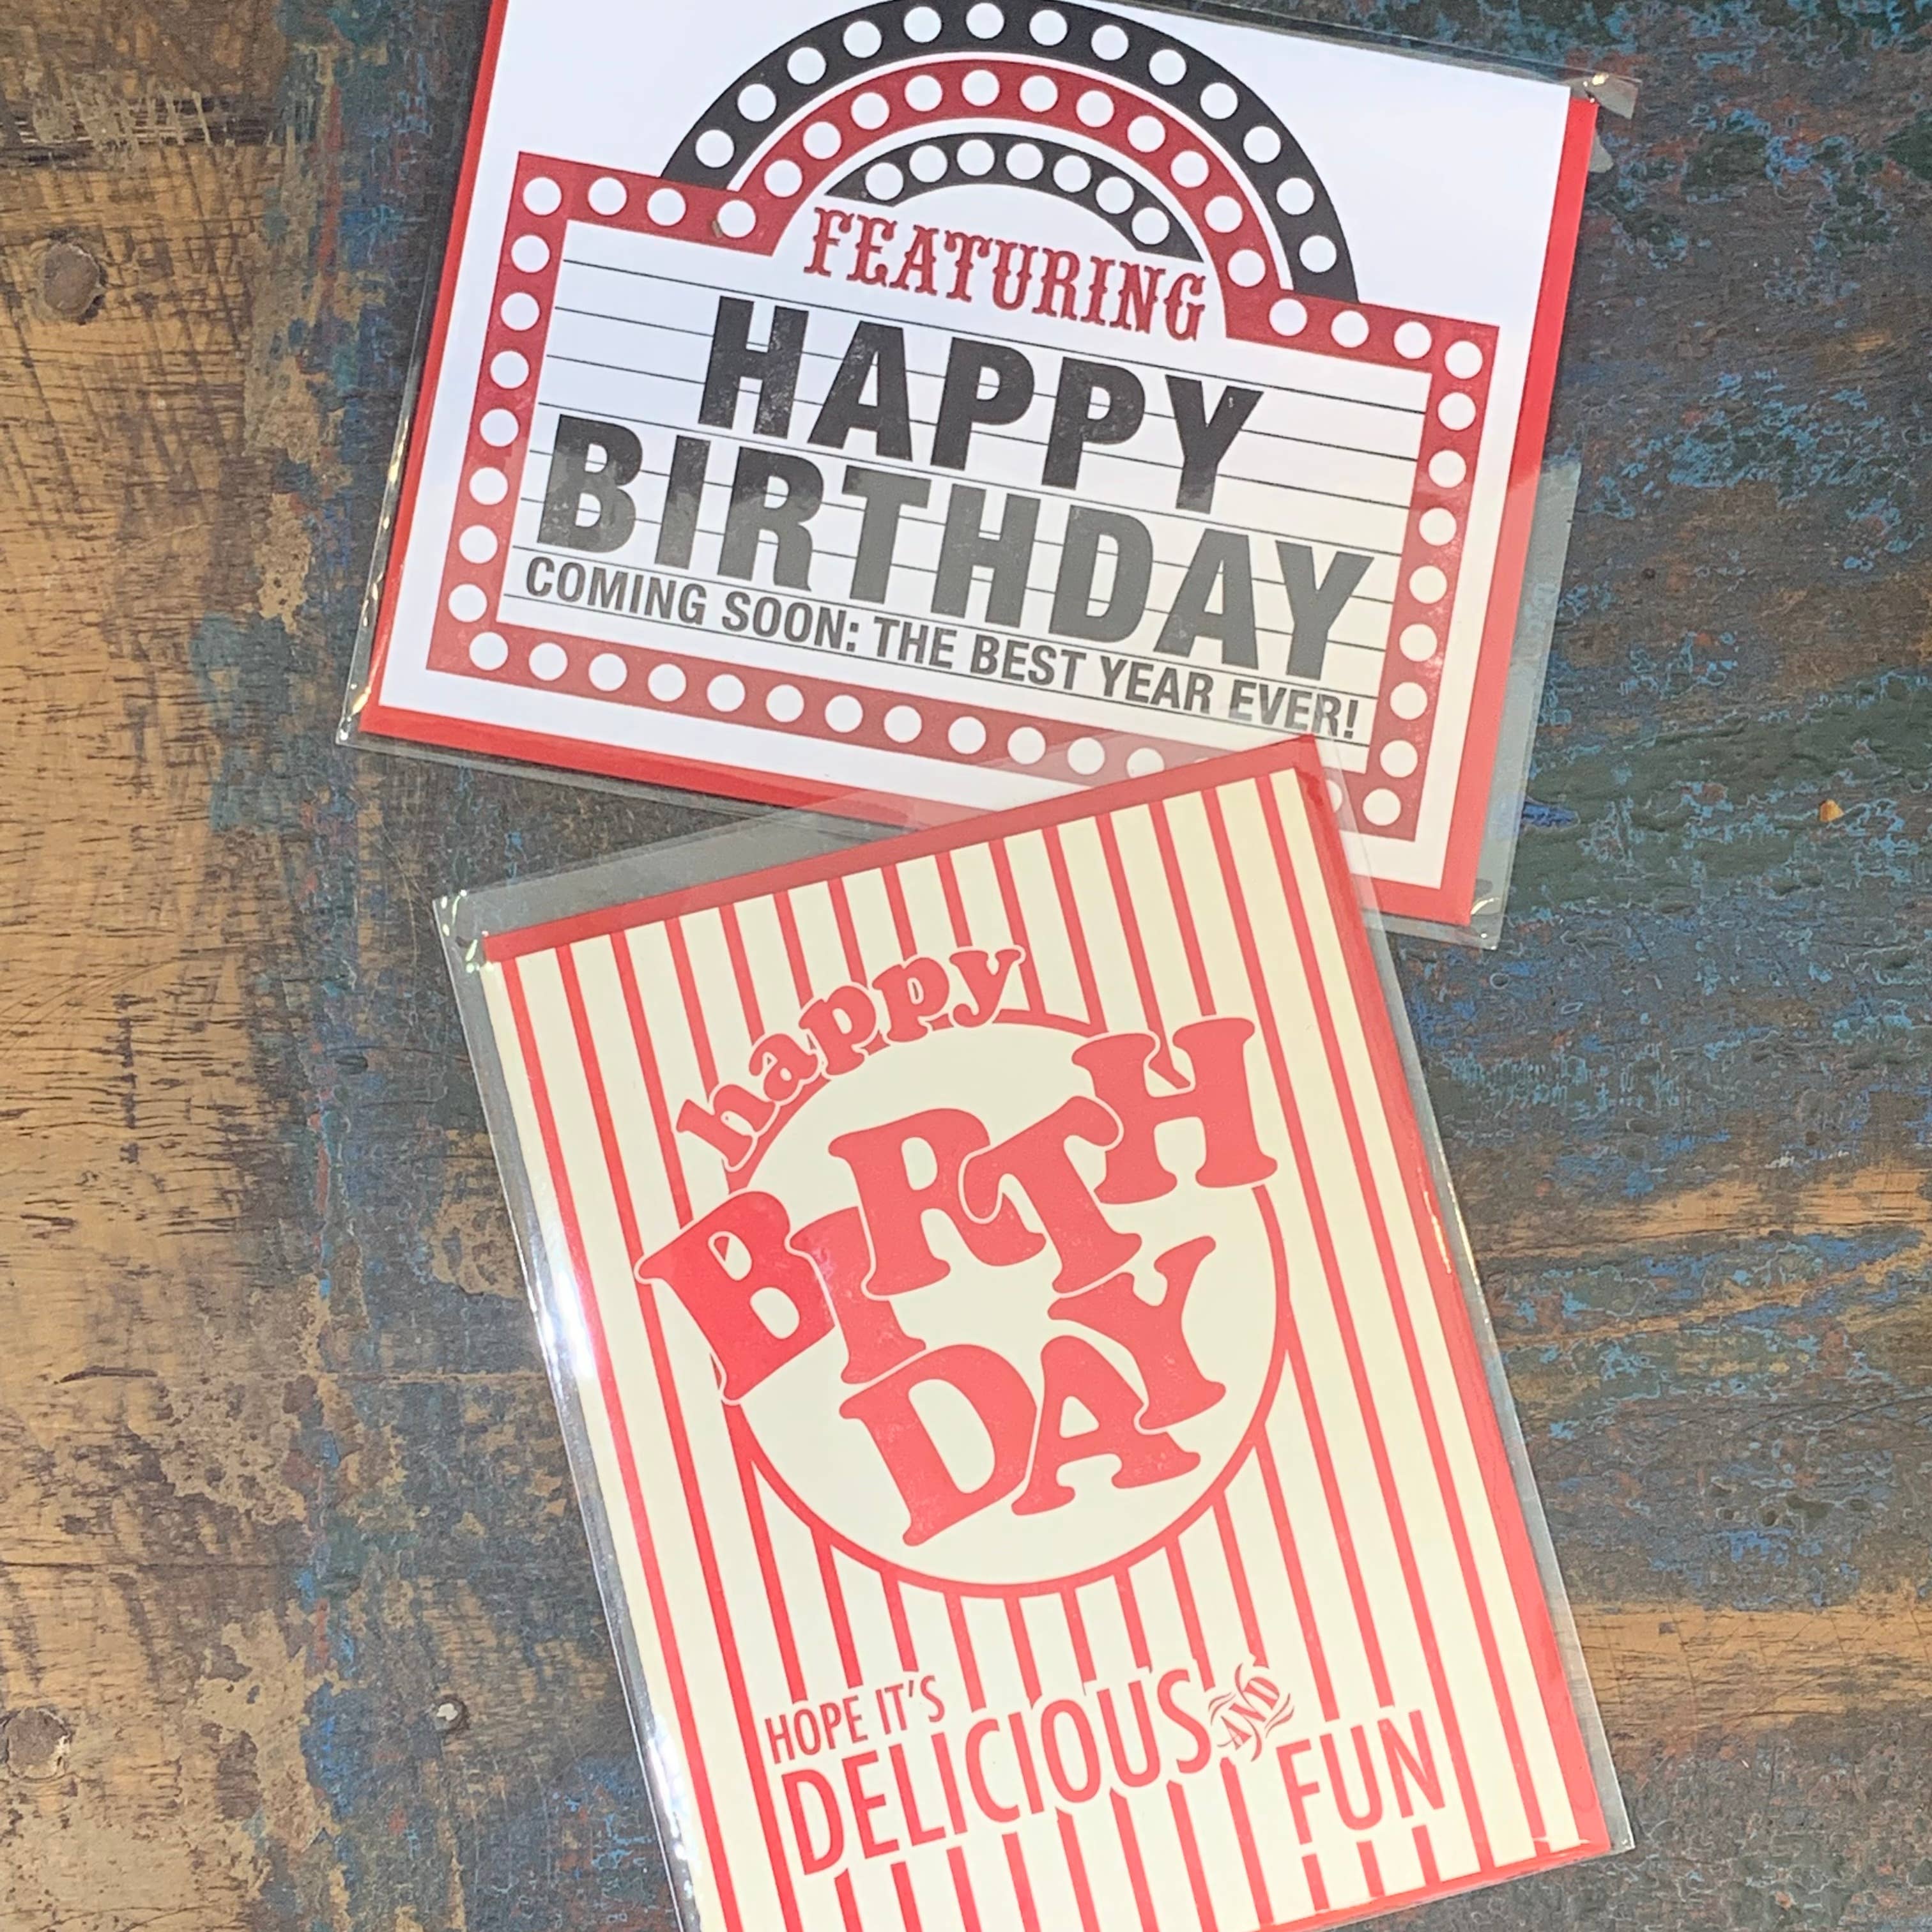 FEATURING
HAPPY
BIRTHDAY
COMING SOON: THE BEST YEAR EVER!
happy
BIRTH
DAY
HOPE IT'S
DELICIOUS AND
FUN